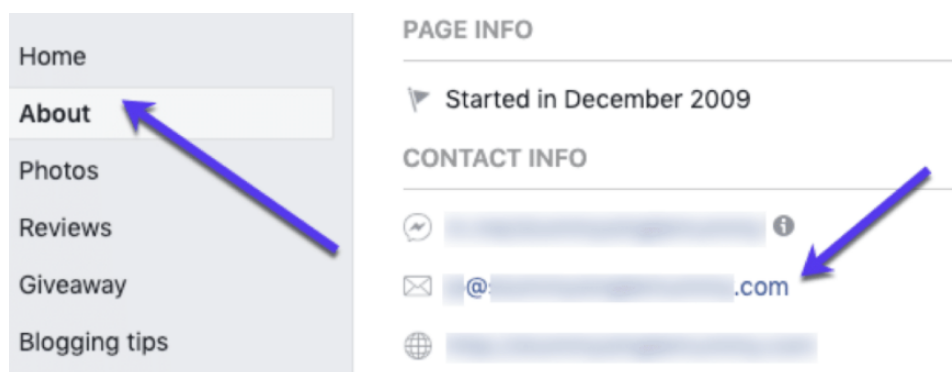 Home
About
Photos
Reviews
Giveaway
Blogging tips
PAGE INFO
Started in December 2009
CONTACT INFO
@
.com